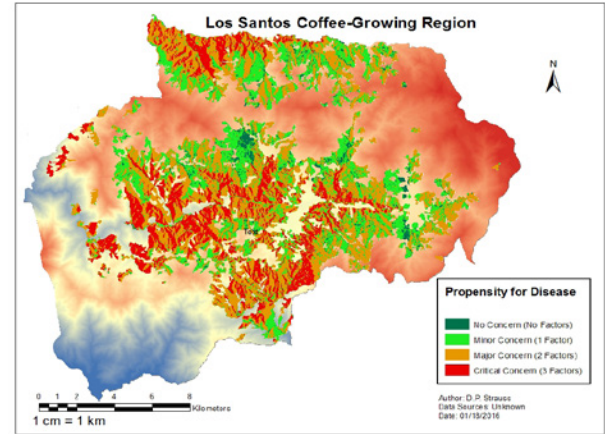 Los Santos Coffee-Growing Region
N
Propensity for Disease
No Concern (No Factors)
Minor Concern (1 Factor)
Major Concern (2 Factors)
Critical Concern (3 Factors)
0 1 2 4 6 8
Kilometers
1 cm = 1 km
Author: D.P. Strauss
Data Sources: Unknown
Date: 01/18/2016